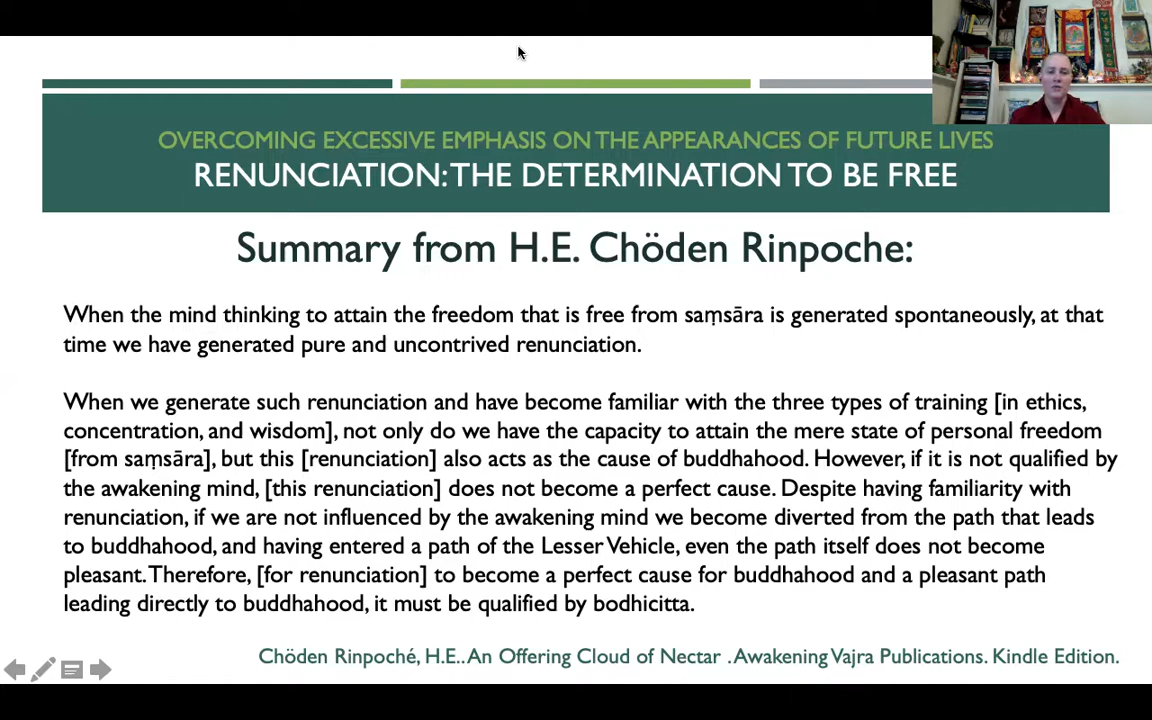 OVERCOMING EXCESSIVE EMPHASIS ON THE APPEARANCES OF FUTURE LIVES
RENUNCIATION: THE DETERMINATION TO BE FREE
Summary from H.E. Chöden Rinpoche:
When the mind thinking to attain the freedom that is free from saṃsāra is generated spontaneously, at that
time we have generated pure and uncontrived renunciation.
When we generate such renunciation and have become familiar with the three types of training [in ethics,
concentration, and wisdom], not only do we have the capacity to attain the mere state of personal freedom
[from saṃsāra], but this [renunciation] also acts as the cause of buddhahood. However, if it is not qualified by
the awakening mind, [this renunciation] does not become a perfect cause. Despite having familiarity with
renunciation, if we are not influenced by the awakening mind we become diverted from the path that leads
to buddhahood, and having entered a path of the Lesser Vehicle, even the path itself does not become
pleasant. Therefore, [for renunciation] to become a perfect cause for buddhahood and a pleasant path
leading directly to buddhahood, it must be qualified by bodhicitta.
Chöden Rinpoché, H.E.. An Offering Cloud of Nectar . Awakening Vajra Publications. Kindle Edition.